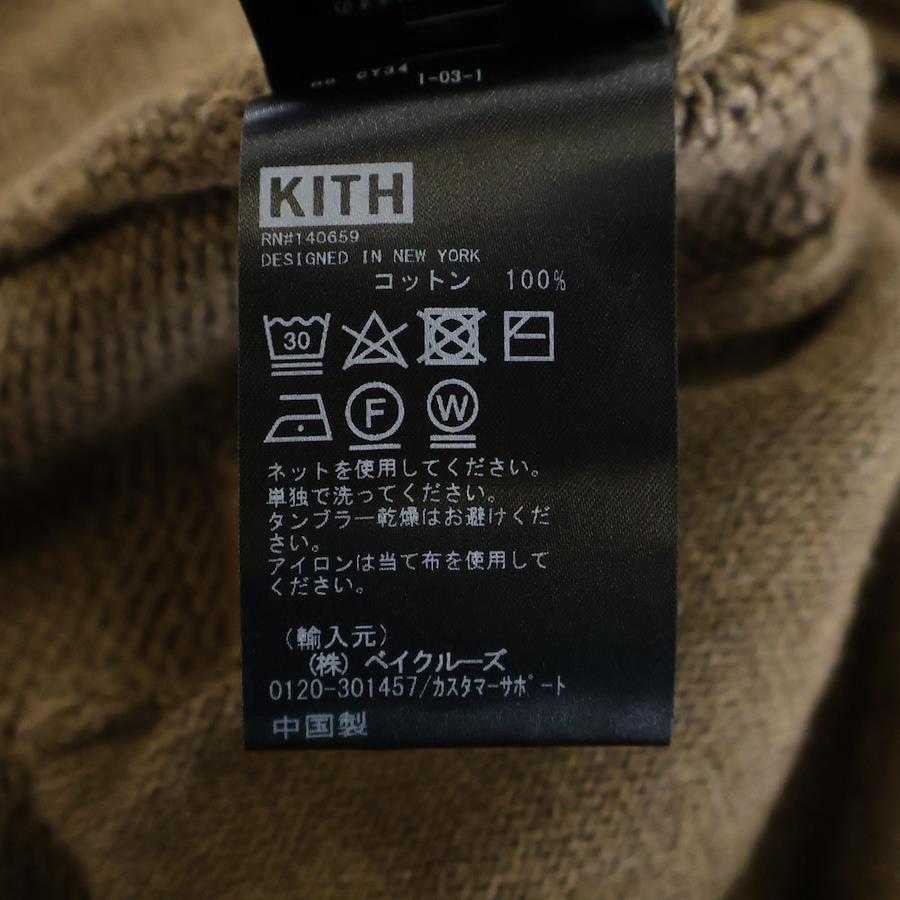 1-03-1
KITH
RN#140659
DESIGNED IN NEW YORK
コットン 100%
30
F W
ネットを使用してください。
単独で洗ってください。
タンブラー乾燥はお避けくだ
さい。
アイロンは当て布を使用して
ください。
(輸入元)
(株) ベイクルーズ
0120-301457/カスタマーサポート
中国製